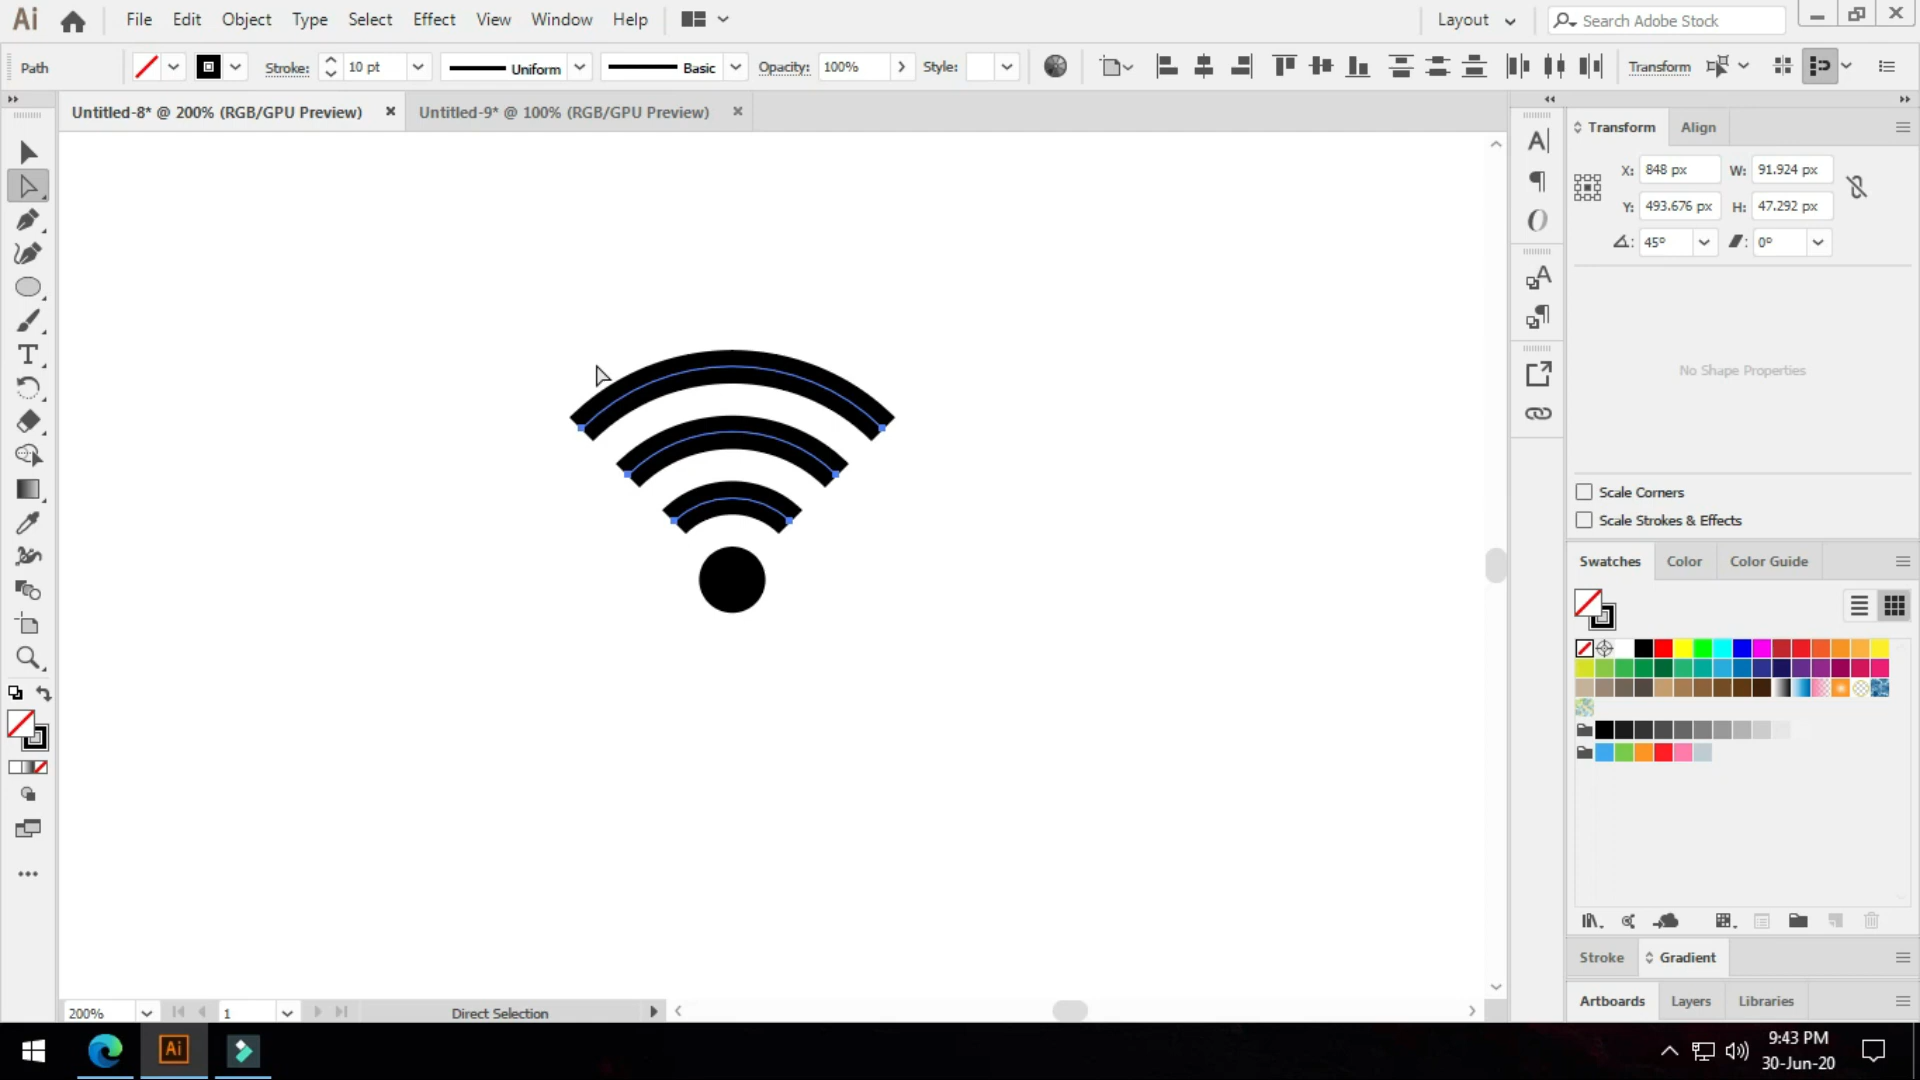 Ai File Edit Object Type Select Effect View Window Help Layout Search Adobe Stock
Path Stroke: 10 pt Uniform Basic Opacity: 100% Style: Transform
Untitled-8* @ 200% (RGB/GPU Preview) Untitled-9* @ 100% (RGB/GPU Preview)
Transform Align
X: 848 px W: 91.924 px
Y: 493.676 px H: 47.292 px
45° 0°
No Shape Properties
Scale Corners
Scale Strokes & Effects
Swatches Color Color Guide
Stroke Gradient
Artboards Layers Libraries
200% 1 Direct Selection
Ai
9:43 PM
30-Jun-20